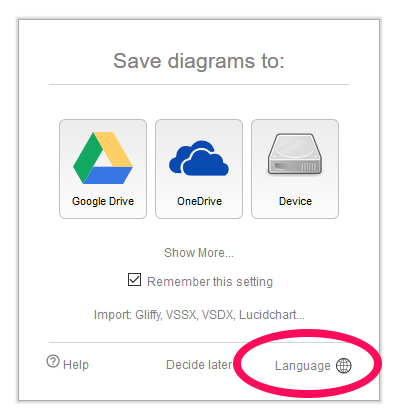 Save diagrams to:
Google Drive OneDrive Device
Show More...
Remember this setting
Import: Gliffy, VSSX, VSDX, Lucidchart...
? Help Decide later Language